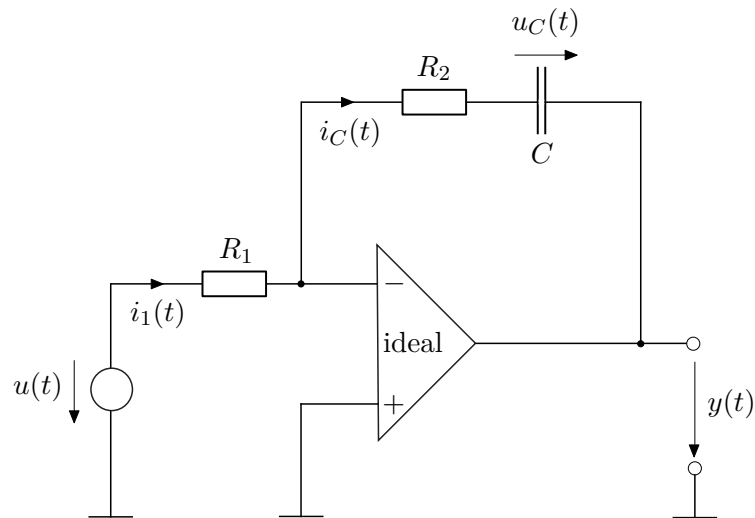 u_C(t)
R_2
i_C(t)
C
R_1
i_1(t)
−
ideal
u(t)
+
y(t)